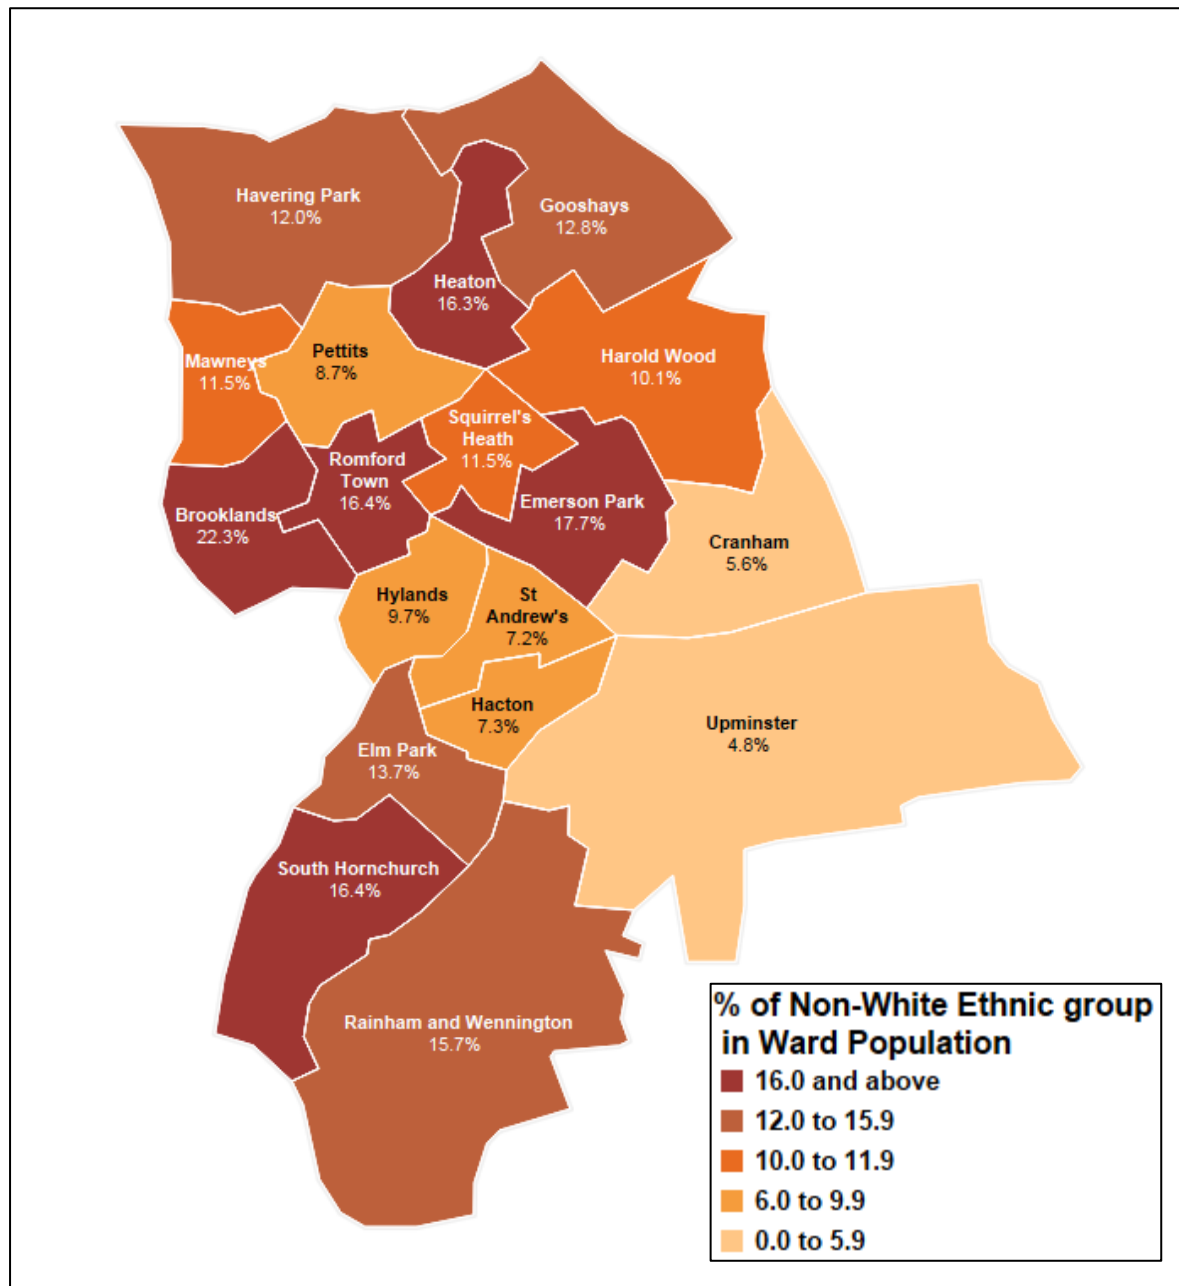 Havering Park
12.0%
Gooshays
12.8%
Heaton
16.3%
Mawneys
11.5%
Pettits
8.7%
Harold Wood
10.1%
Squirrel's
Heath
11.5%
Romford
Town
16.4%
Emerson Park
17.7%
Brooklands
22.3%
Cranham
5.6%
Hylands
9.7%
St
Andrew's
7.2%
Hacton
7.3%
Upminster
4.8%
Elm Park
13.7%
South Hornchurch
16.4%
Rainham and Wennington
15.7%
% of Non-White Ethnic group
in Ward Population
16.0 and above
12.0 to 15.9
10.0 to 11.9
6.0 to 9.9
0.0 to 5.9